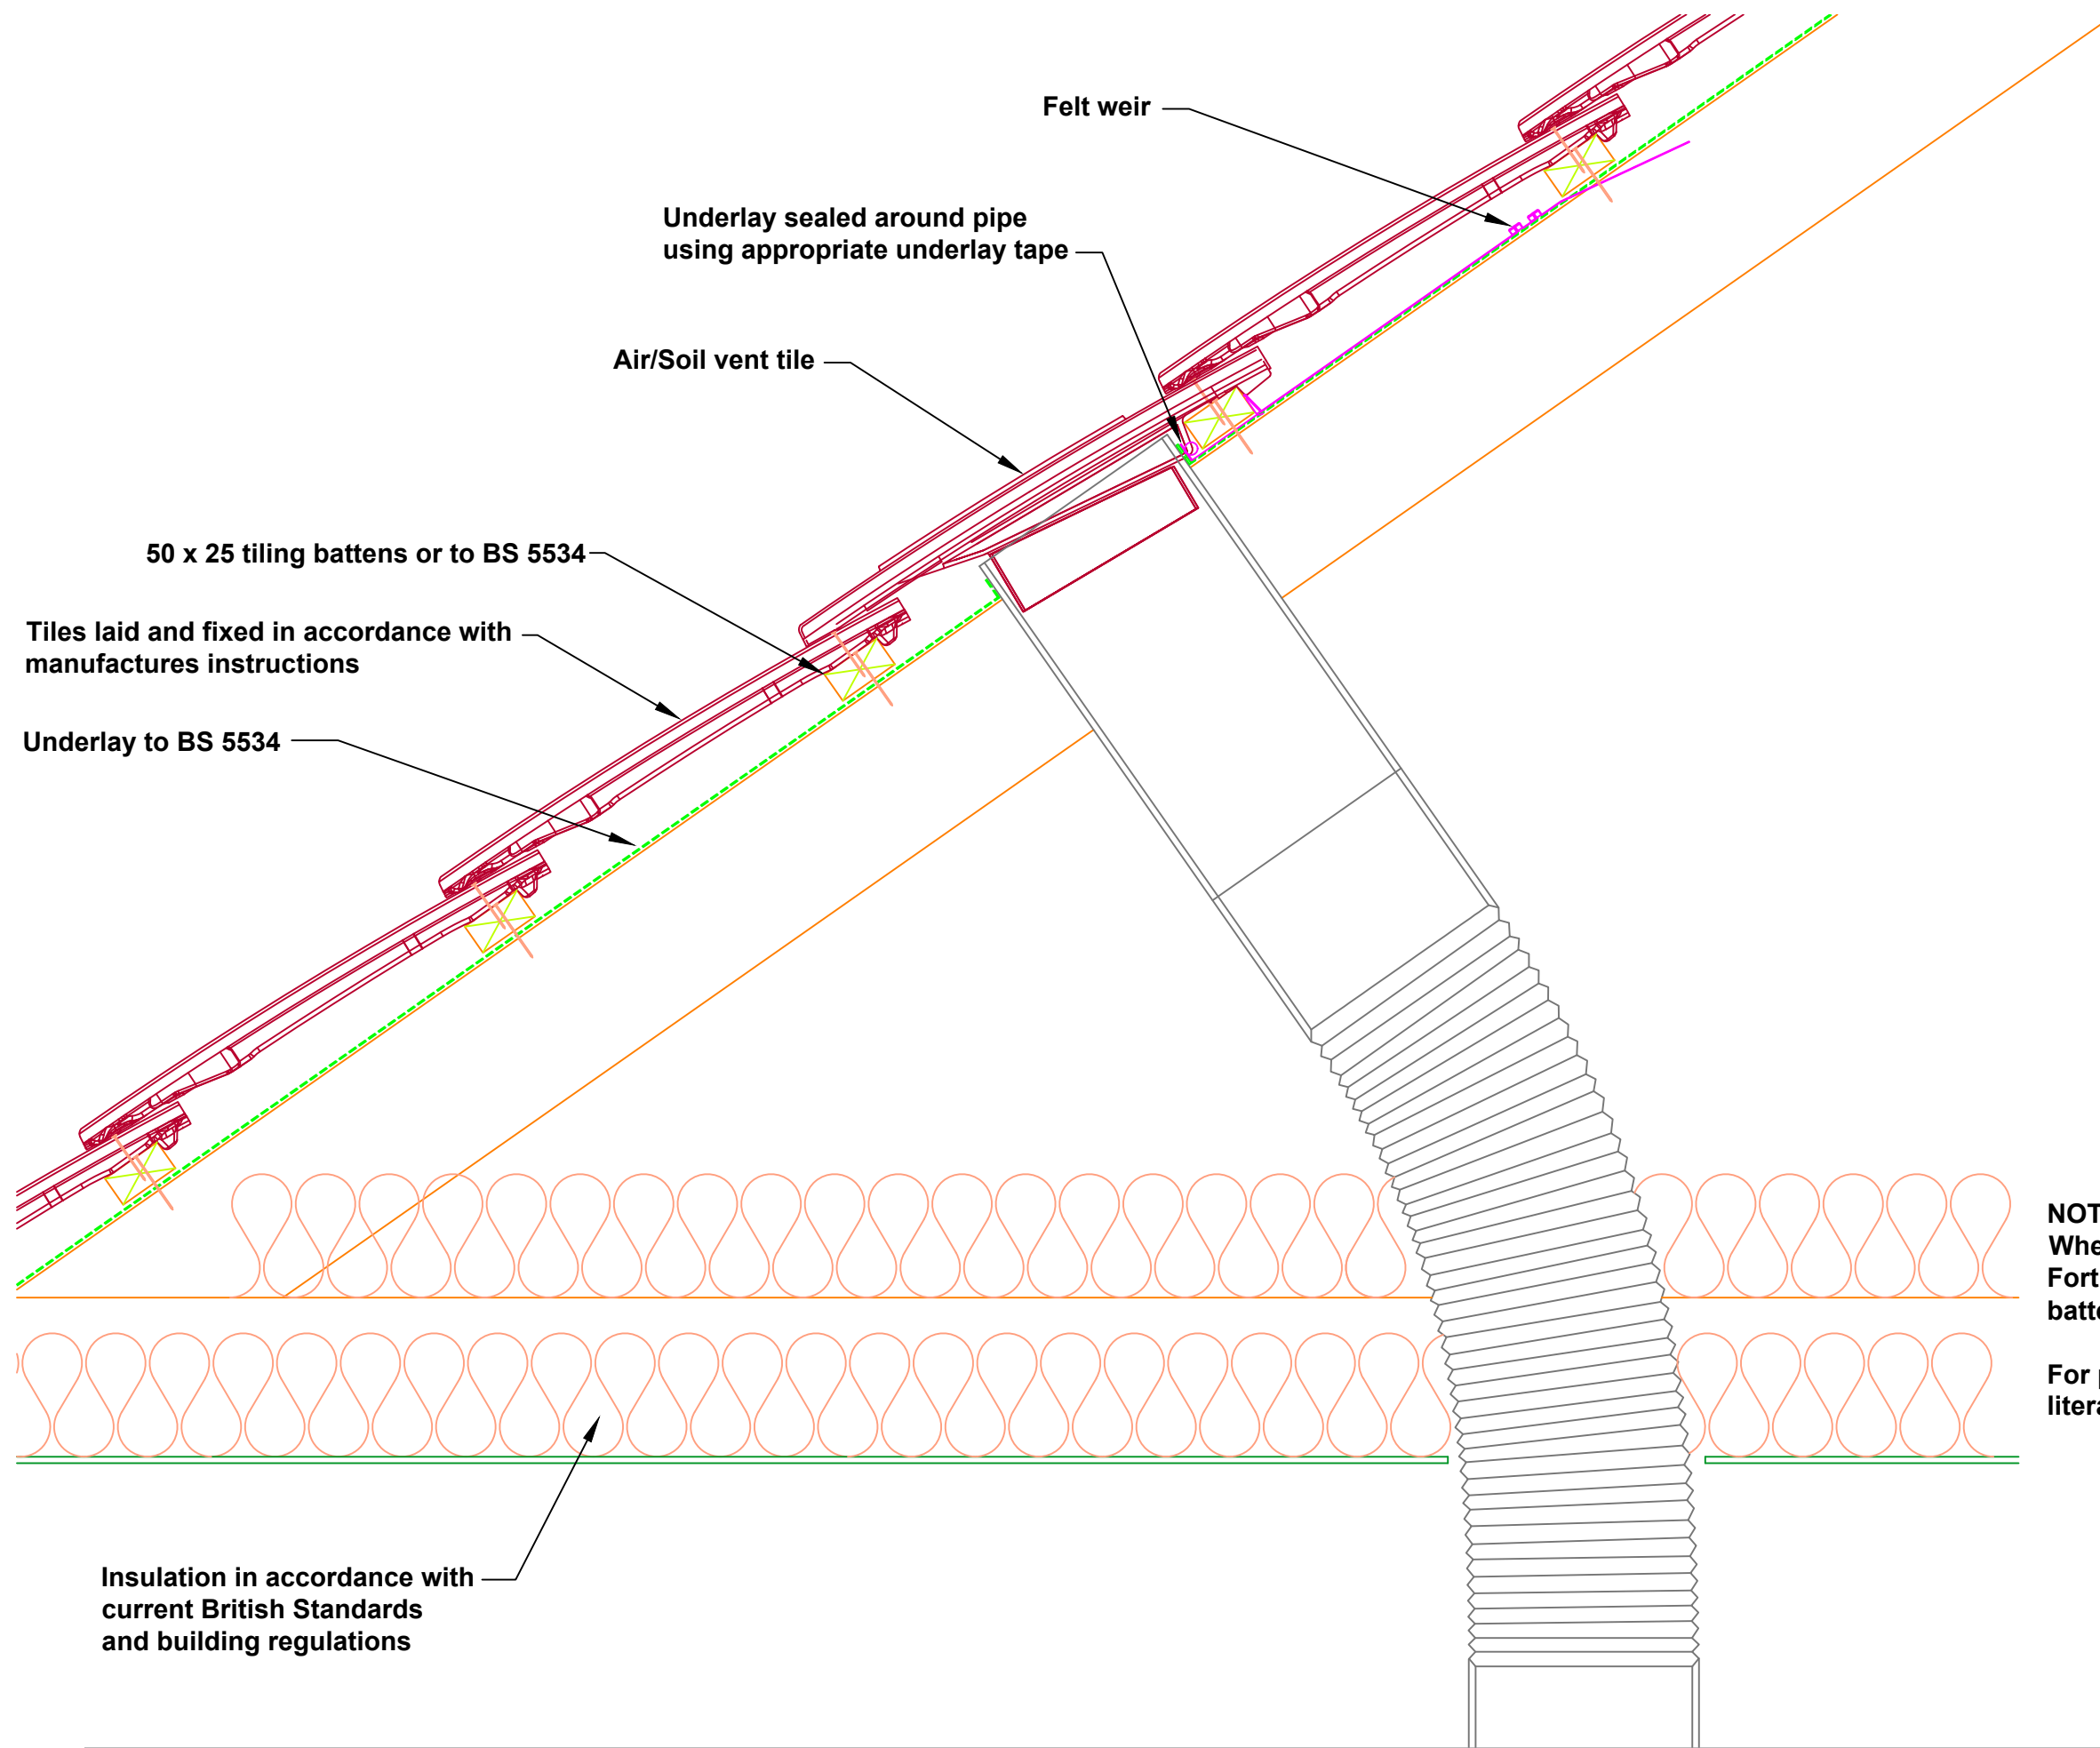 Felt weir
Underlay sealed around pipe
using appropriate underlay tape
Air/Soil vent tile
50 x 25 tiling battens or to BS 5534
Tiles laid and fixed in accordance with
manufactures instructions
Underlay to BS 5534
Insulation in accordance with
current British Standards
and building regulations
For